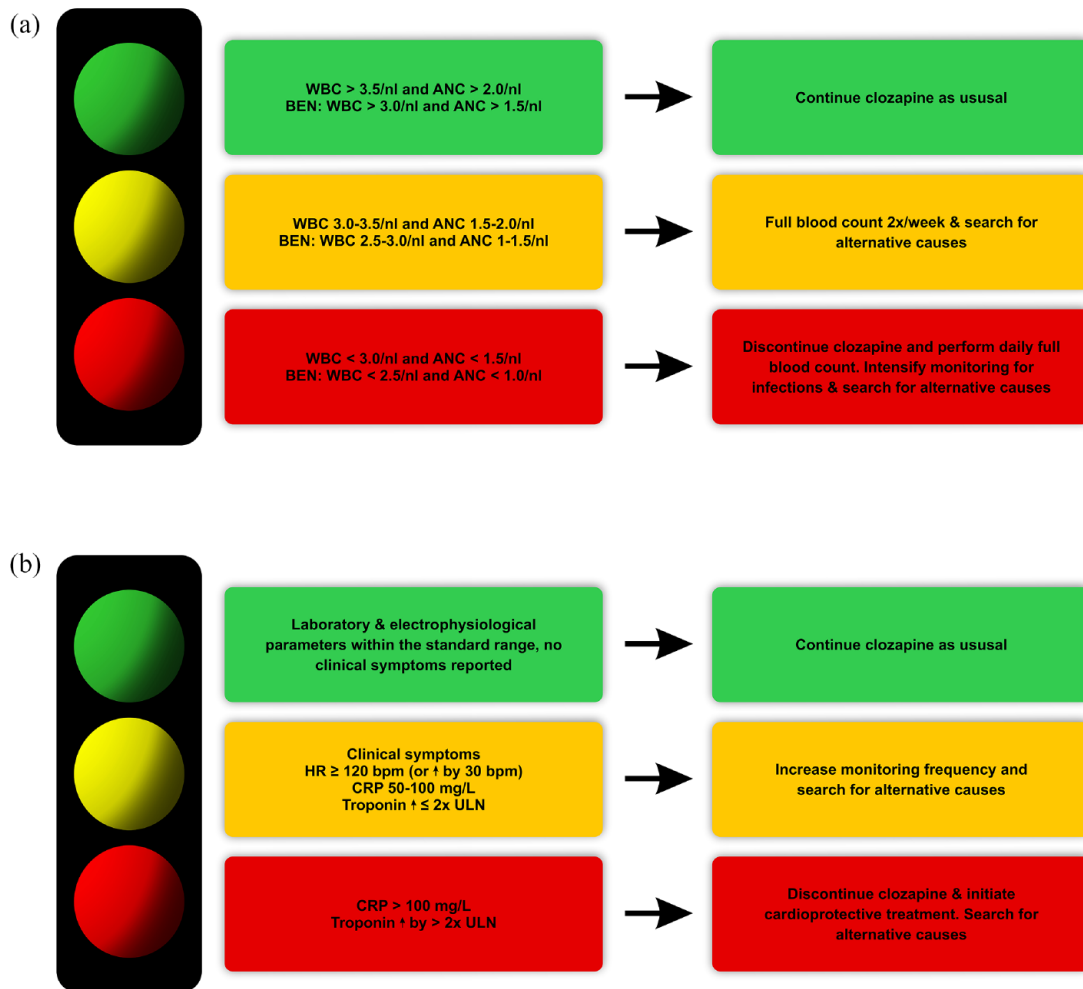 (a)
WBC > 3.5/nl and ANC > 2.0/nl
BEN: WBC > 3.0/nl and ANC > 1.5/nl
Continue clozapine as ususal
WBC 3.0-3.5/nl and ANC 1.5-2.0/nl
BEN: WBC 2.5-3.0/nl and ANC 1-1.5/nl
Full blood count 2x/week & search for
alternative causes
WBC < 3.0/nl and ANC < 1.5/nl
BEN: WBC < 2.5/nl and ANC < 1.0/nl
Discontinue clozapine and perform daily full
blood count. Intensify monitoring for
infections & search for alternative causes
(b)
Laboratory & electrophysiological
parameters within the standard range, no
clinical symptoms reported
Continue clozapine as ususal
Clinical symptoms
HR ≥ 120 bpm (or ↑ by 30 bpm)
CRP 50-100 mg/L
Troponin ↑ ≤ 2x ULN
Increase monitoring frequency and
search for alternative causes
CRP > 100 mg/L
Troponin ↑ by > 2x ULN
Discontinue clozapine & initiate
cardioprotective treatment. Search for
alternative causes